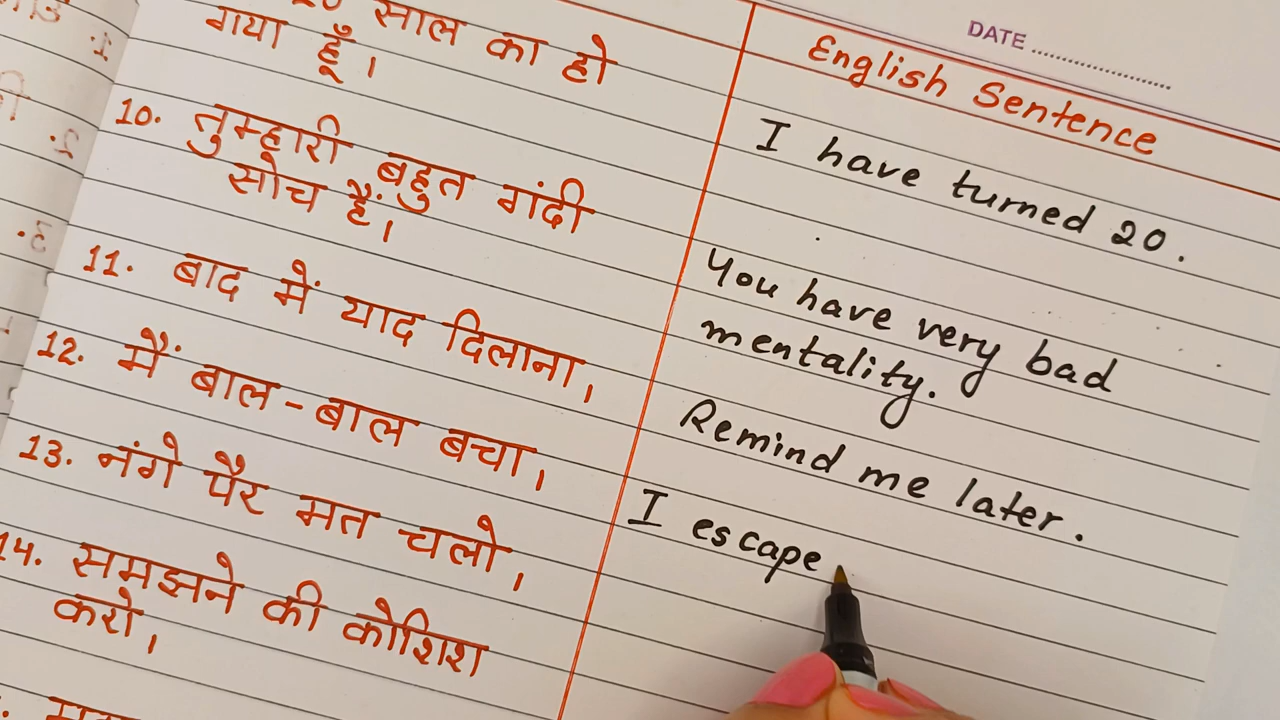 20 साल का हो
गया हूँ।
10. तुम्हारी बहुत गंदी
सोच हैं।
11. बाद में याद दिलाना,
12. मैं बाल-बाल बचा,
13. नंगे पैर मत चलो,
14. समझने की कोशिश
करो,
DATE
English Sentence
I have turned 20.
You have very bad
mentality.
Remind me later.
I escape